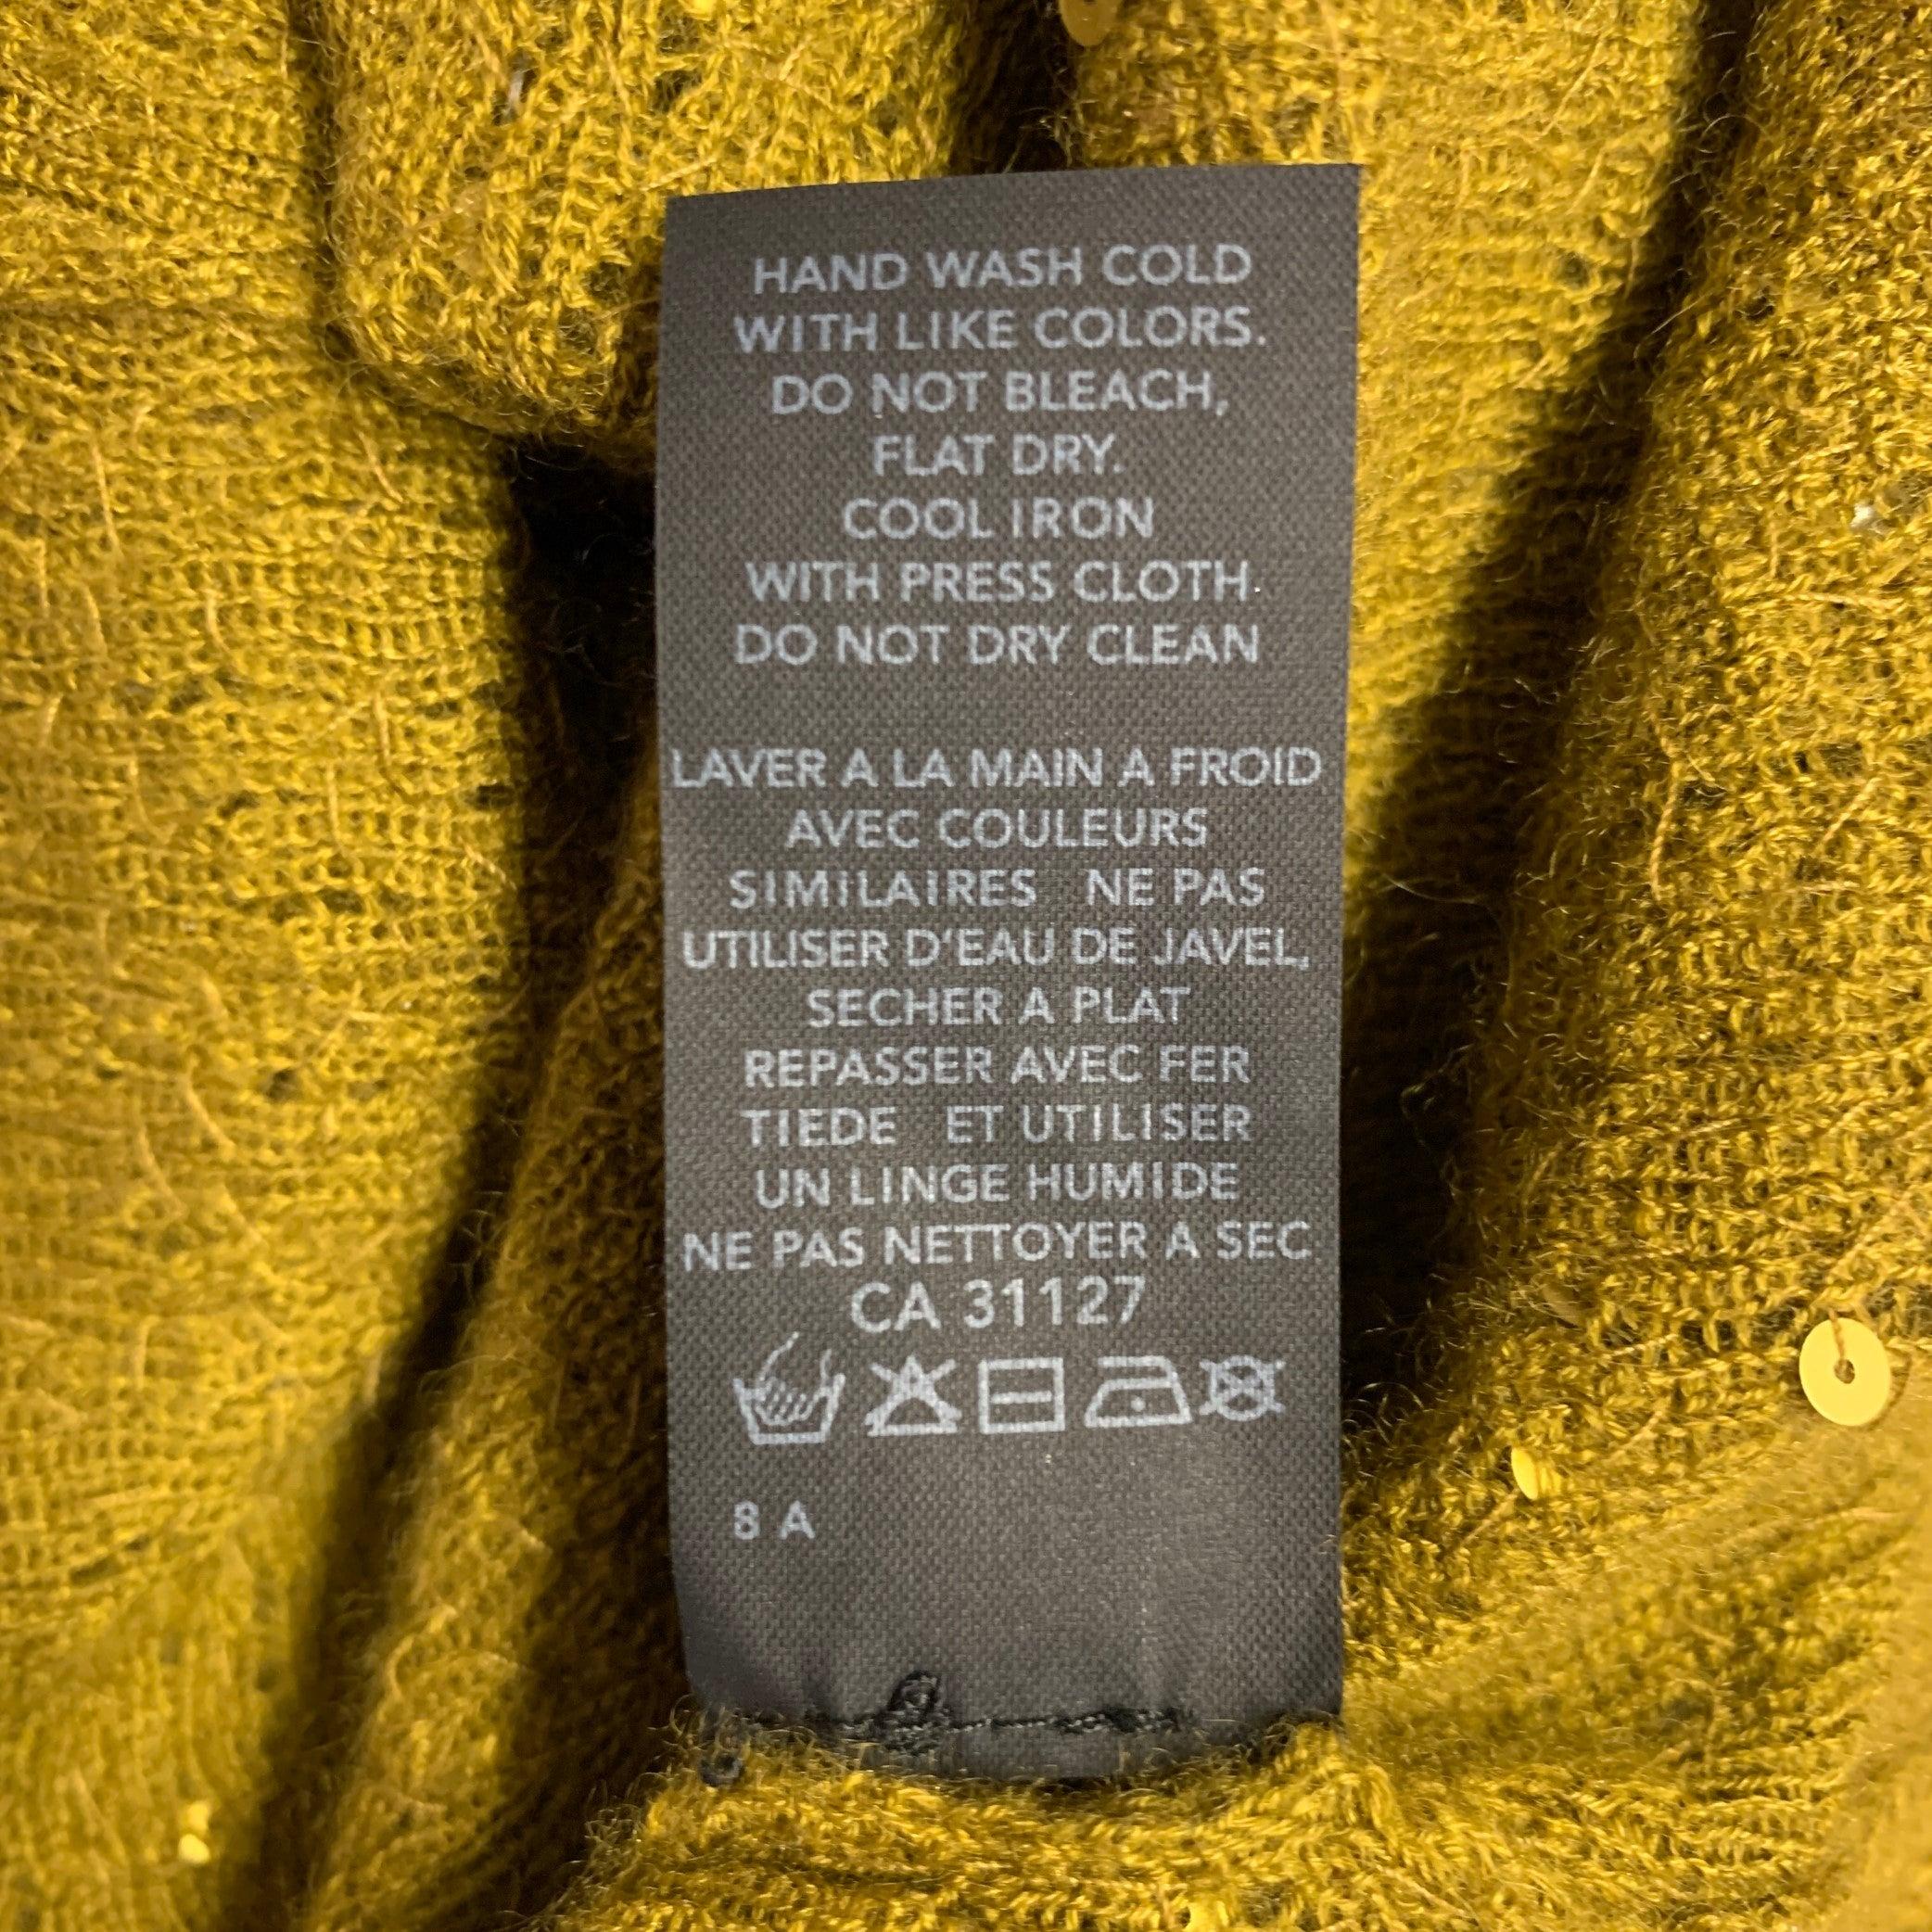 HAND WASH COLD
WITH LIKE COLORS.
DO NOT BLEACH,
FLAT DRY.
COOL IRON
WITH PRESS CLOTH.
DO NOT DRY CLEAN
LAVER A LA MAIN A FROID
AVEC COULEURS
SIMILAIRES NE PAS
UTILISER D'EAU DE JAVEL,
SECHER A PLAT
REPASSER AVEC FER
TIEDE ET UTILISER
UN LINGE HUMIDE
NE PAS NETTOYER A SEC
CA 31127
8 A